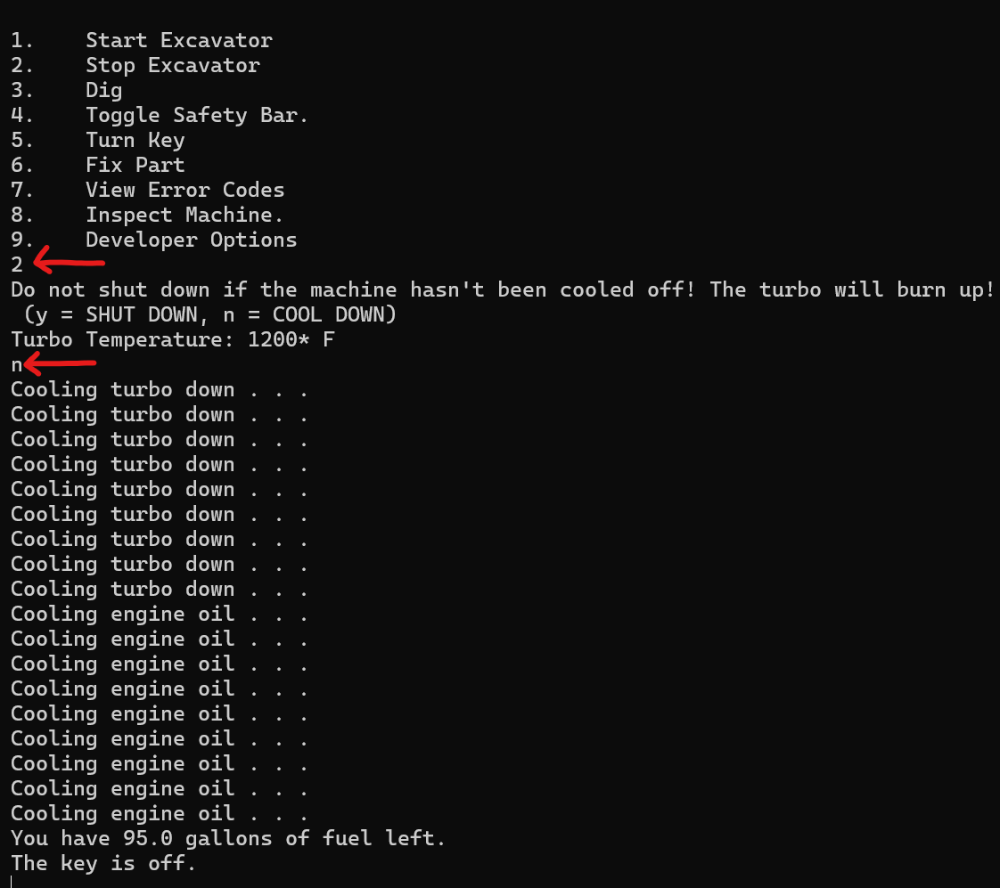 1.    Start Excavator
2.    Stop Excavator
3.    Dig
4.    Toggle Safety Bar.
5.    Turn Key
6.    Fix Part
7.    View Error Codes
8.    Inspect Machine.
9.    Developer Options
2
Do not shut down if the machine hasn't been cooled off! The turbo will burn up!
 (y = SHUT DOWN, n = COOL DOWN)
Turbo Temperature: 1200* F
n
Cooling turbo down . . .
Cooling turbo down . . .
Cooling turbo down . . .
Cooling turbo down . . .
Cooling turbo down . . .
Cooling turbo down . . .
Cooling turbo down . . .
Cooling turbo down . . .
Cooling turbo down . . .
Cooling engine oil . . .
Cooling engine oil . . .
Cooling engine oil . . .
Cooling engine oil . . .
Cooling engine oil . . .
Cooling engine oil . . .
Cooling engine oil . . .
Cooling engine oil . . .
Cooling engine oil . . .
You have 95.0 gallons of fuel left.
The key is off.